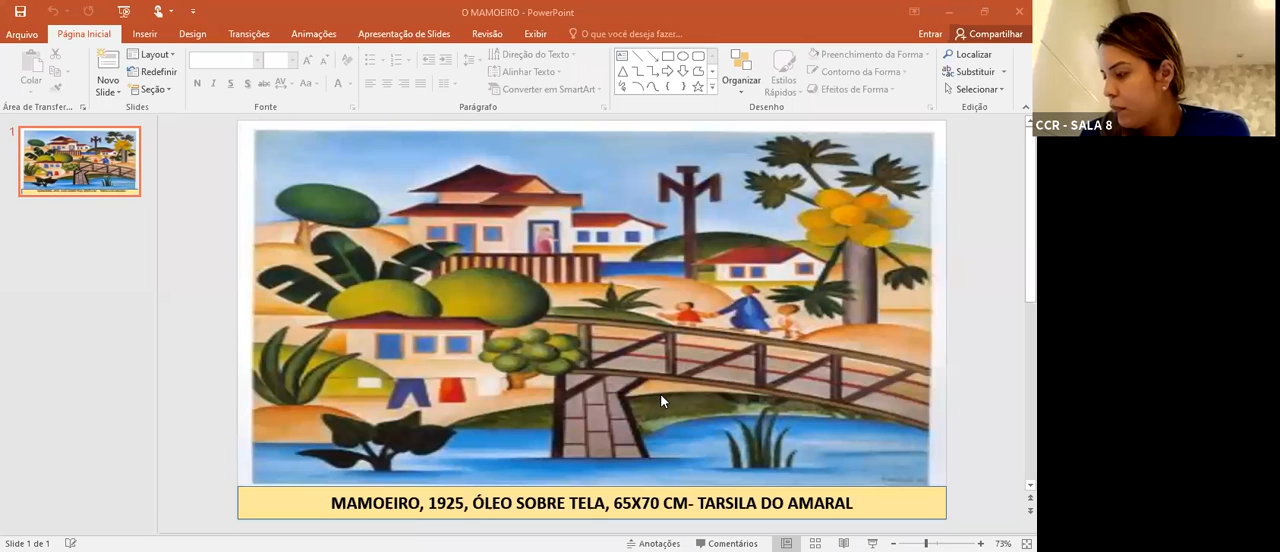 O MAMOEIRO - PowerPoint
Arquivo Página Inicial Inserir Design Transições Animações Apresentação de Slides Revisão Exibir O que você deseja fazer... Entrar Compartilhar
Colar
Novo Slide
Layout
Redefinir
Seção
N I S abc AV Aa A
Direção do Texto
Alinhar Texto
Converter em SmartArt
Organizar
Estilos Rápidos
Preenchimento da Forma
Contorno da Forma
Efeitos de Forma
Localizar
Substituir
Selecionar
Área de Transfer... Slides Fonte Parágrafo Desenho Edição
CCR - SALA 8
1
MAMOEIRO, 1925, ÓLEO SOBRE TELA, 65X70 CM- TARSILA DO AMARAL
Slide 1 de 1 Anotações Comentários 73%